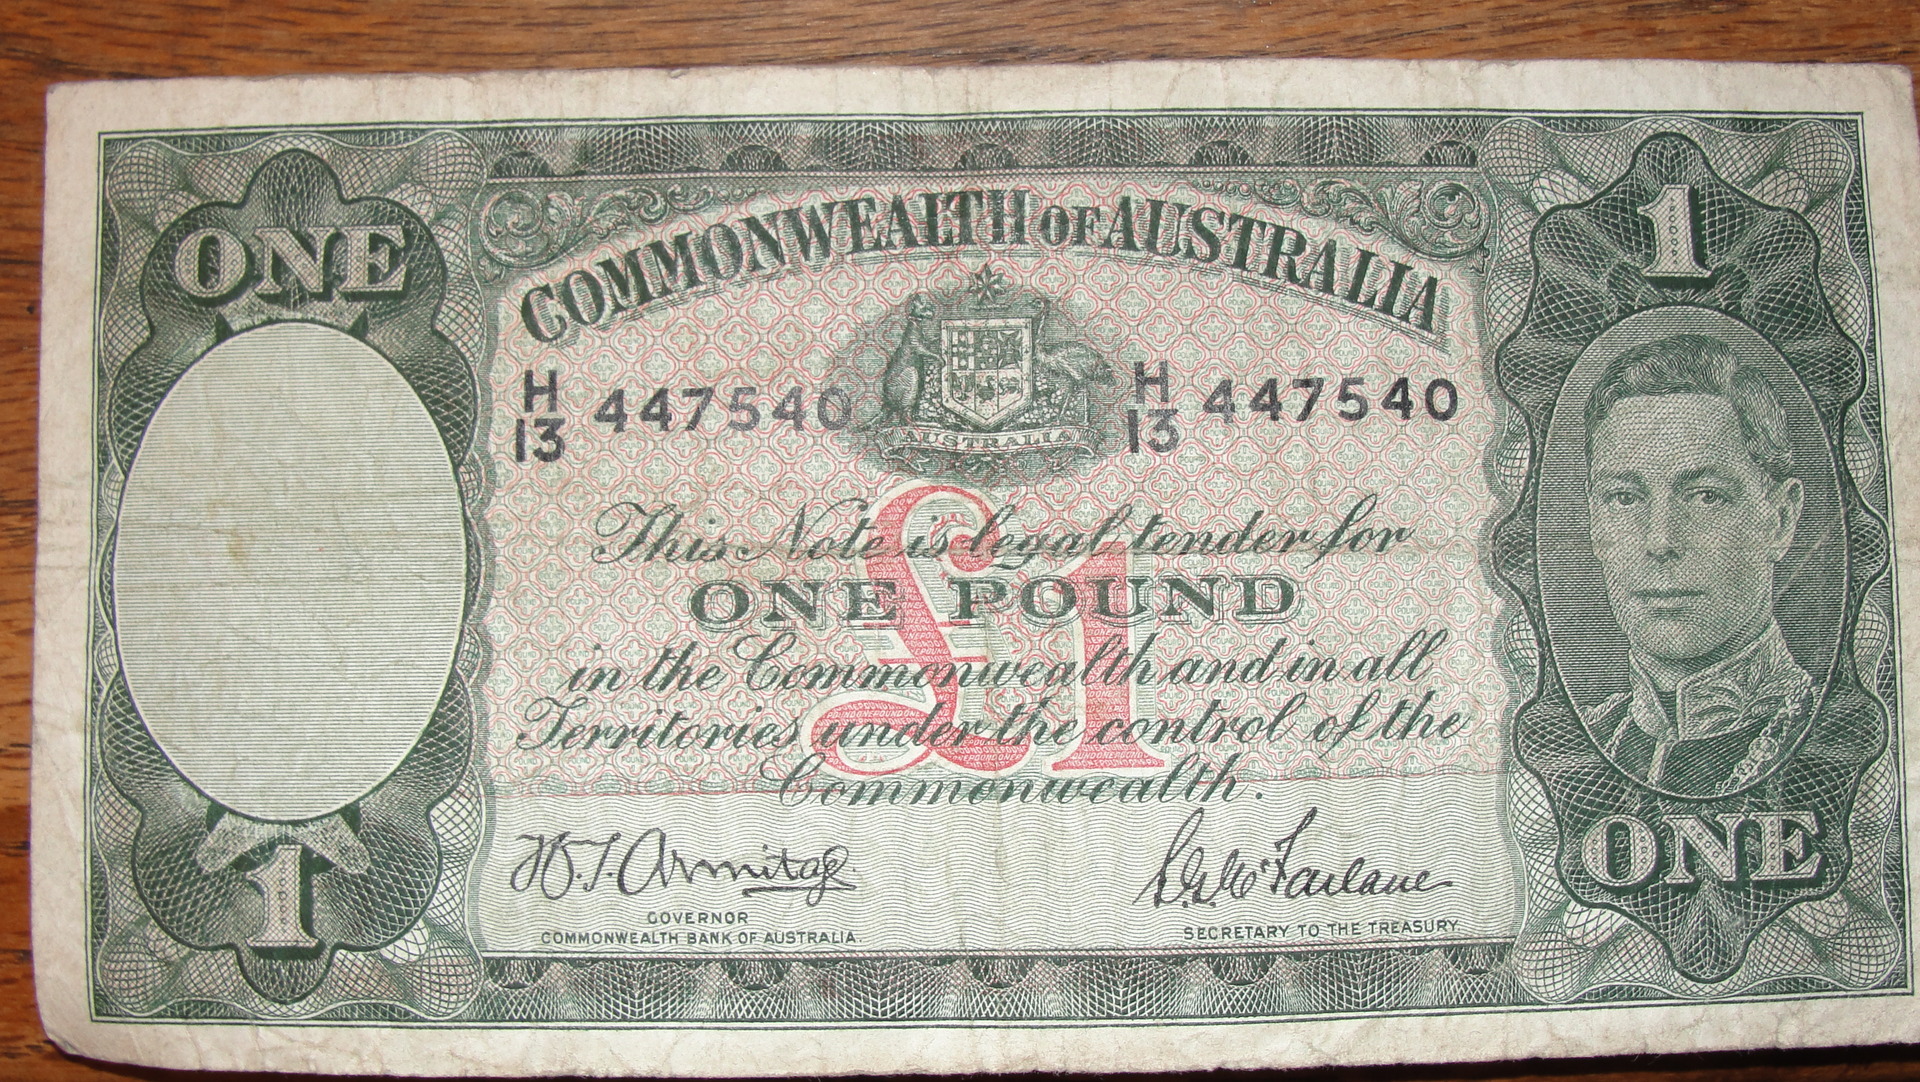 ONE
1
COMMONWEALTH OF AUSTRALIA
H
13 447540
H
13 447540
AUSTRALIA
£1
This Note is legal tender for
ONE POUND
in the Commonwealth and in all
Territories under the control of the
Commonwealth.
H.T. Armitage
GOVERNOR
COMMONWEALTH BANK OF AUSTRALIA.
S.G. McFarlane
SECRETARY TO THE TREASURY.
1
ONE